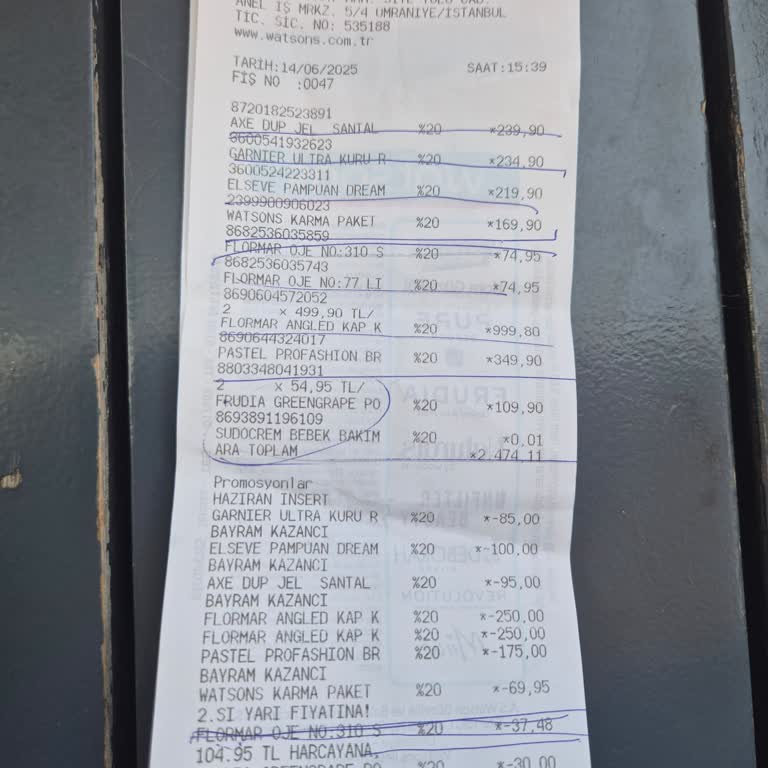 ANEL İŞ MRKZ. 5/4 ÜMRANİYE/İSTANBUL
TİC. SİC. NO: 535188
www.watsons.com.tr
TARİH:14/06/2025 SAAT:15:39
FİŞ NO :0047
8720182523891
AXE DUP JEL SANTAL %20 *239,90
3600541932623
GARNIER ULTRA KURU R %20 *234,90
3600524223311
ELSEVE PAMPUAN DREAM %20 *219,90
2399900906023
WATSONS KARMA PAKET %20 *169,90
8682536035859
FLORMAR OJE NO:310 S %20 *74,95
8682536035743
FLORMAR OJE NO:77 LI %20 *74,95
8690604572052
2 x 499,90 TL/
FLORMAR ANGLED KAP K %20 *999,80
8690644324017
PASTEL PROFASHION BR %20 *349,90
8803348041931
2 x 54,95 TL/
FRUDIA GREENGRAPE PO %20 *109,90
8693891196109
SUDOCREM BEBEK BAKIM %20 *0,01
ARA TOPLAM *2.474,11
Promosyonlar
HAZIRAN INSERT
GARNIER ULTRA KURU R %20 *-85,00
BAYRAM KAZANCI
ELSEVE PAMPUAN DREAM %20 *-100,00
BAYRAM KAZANCI
AXE DUP JEL SANTAL %20 *-95,00
BAYRAM KAZANCI
FLORMAR ANGLED KAP K %20 *-250,00
FLORMAR ANGLED KAP K %20 *-250,00
PASTEL PROFASHION BR %20 *-175,00
BAYRAM KAZANCI
WATSONS KARMA PAKET %20 *-69,95
2.SI YARI FIYATINA!
FLORMAR OJE NO:310 S %20 *-37,48
104.95 TL HARCAYANA,
GREENGRAPE PO %20 *-30,00